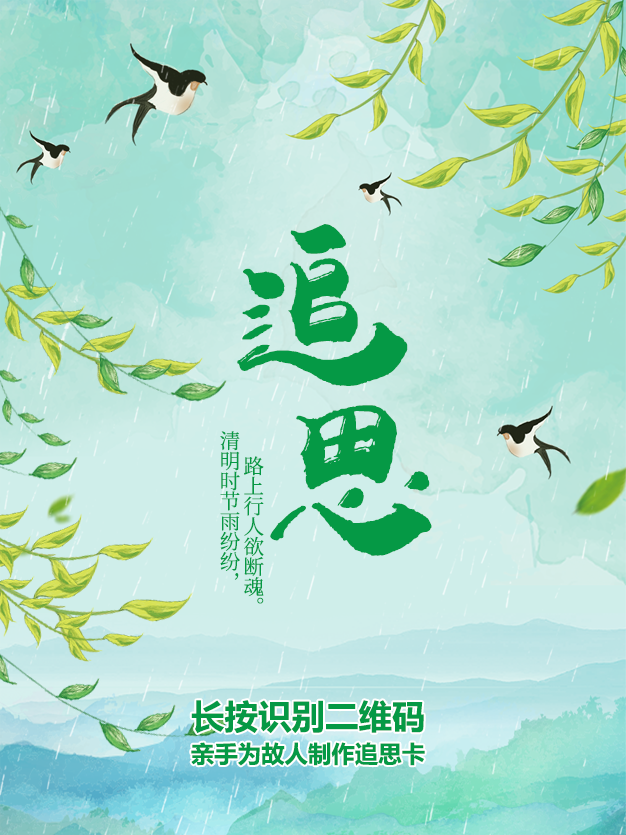 追思
清明时节雨纷纷，
路上行人欲断魂。
长按识别二维码
亲手为故人制作追思卡